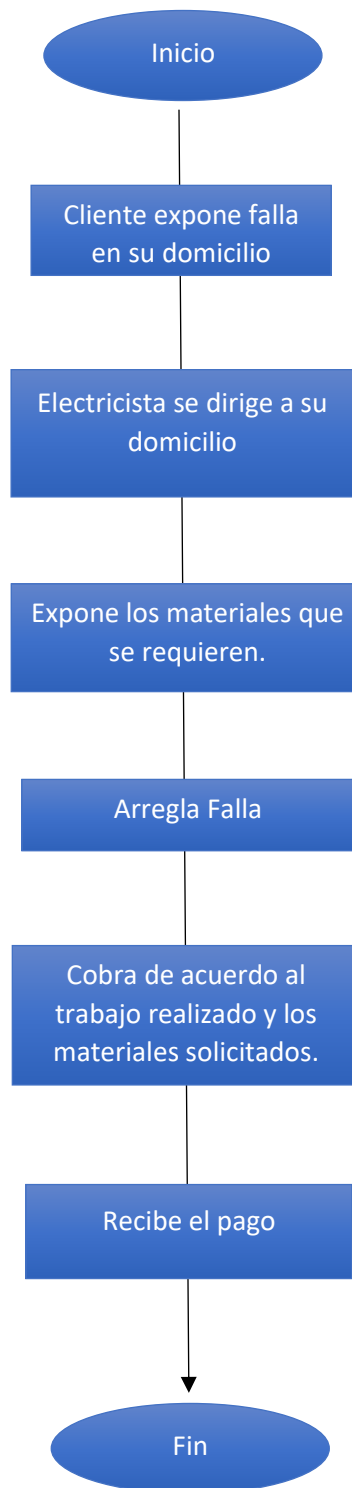 Inicio
Cliente expone falla
en su domicilio
Electricista se dirige a su
domicilio
Expone los materiales que
se requieren.
Arregla Falla
Cobra de acuerdo al
trabajo realizado y los
materiales solicitados.
Recibe el pago
Fin